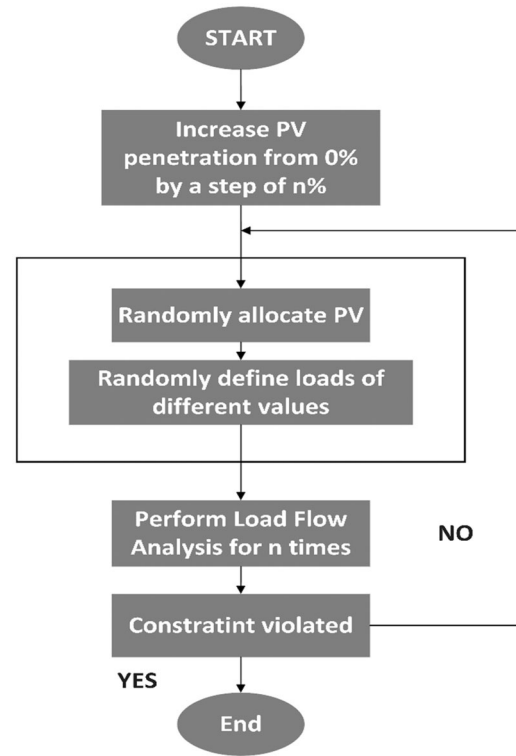 START
Increase PV
penetration from 0%
by a step of n%
Randomly allocate PV
Randomly define loads of
different values
Perform Load Flow
Analysis for n times
NO
Constratint violated
YES
End